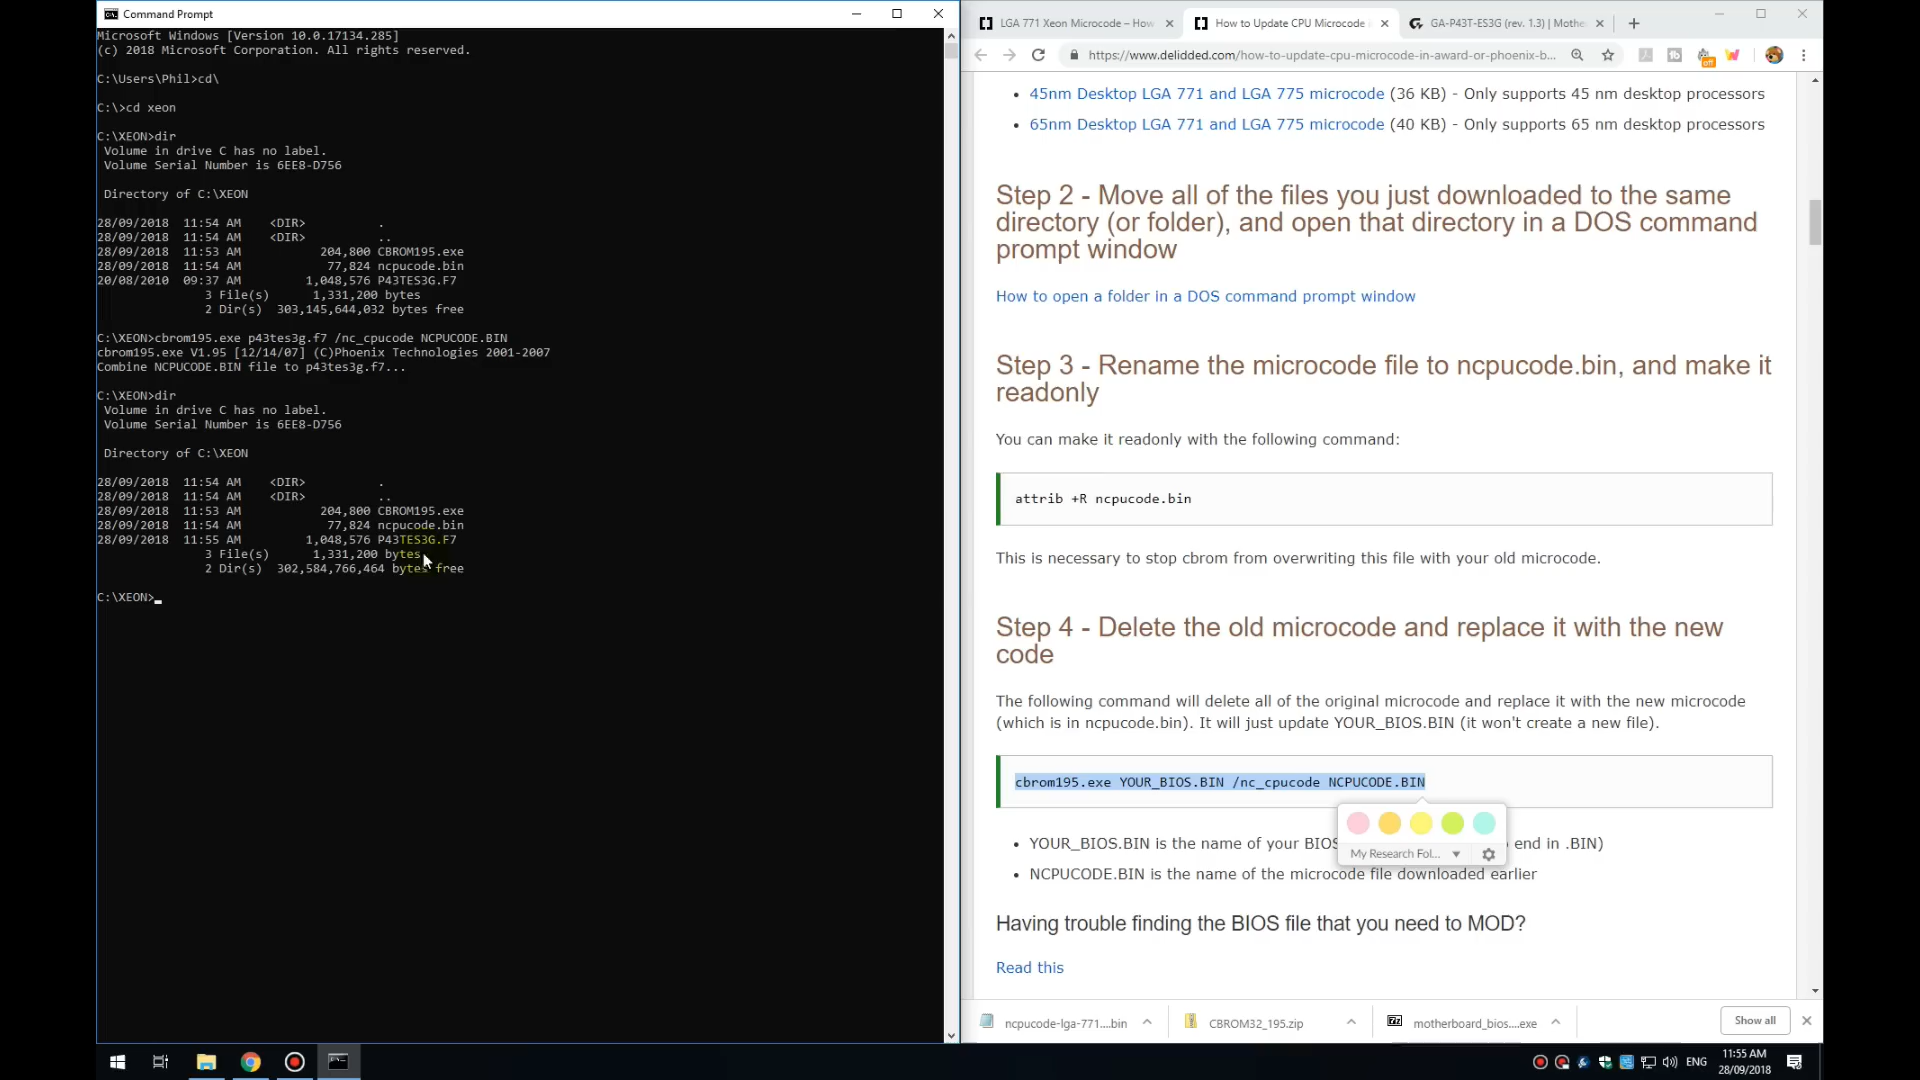 Command Prompt
Microsoft Windows [Version 10.0.17134.285]
(c) 2018 Microsoft Corporation. All rights reserved.
C:\Users\Phil>cd\
C:\>cd xeon
C:\XEON>dir
Volume in drive C has no label.
Volume Serial Number is 6EE8-D756
Directory of C:\XEON
28/09/2018 11:54 AM <DIR> .
28/09/2018 11:54 AM <DIR> ..
28/09/2018 11:53 AM 204,800 CBROM195.exe
28/09/2018 11:54 AM 77,824 ncpucode.bin
20/08/2010 09:37 AM 1,048,576 P43TES3G.F7
3 File(s) 1,331,200 bytes
2 Dir(s) 303,145,644,032 bytes free
C:\XEON>cbrom195.exe p43tes3g.f7 /nc_cpucode NCPUCODE.BIN
cbrom195.exe V1.95 [12/14/07] (C)Phoenix Technologies 2001-2007
Combine NCPUCODE.BIN file to p43tes3g.f7...
C:\XEON>dir
Volume in drive C has no label.
Volume Serial Number is 6EE8-D756
Directory of C:\XEON
28/09/2018 11:54 AM <DIR> .
28/09/2018 11:54 AM <DIR> ..
28/09/2018 11:53 AM 204,800 CBROM195.exe
28/09/2018 11:54 AM 77,824 ncpucode.bin
28/09/2018 11:55 AM 1,048,576 P43TES3G.F7
3 File(s) 1,331,200 bytes
2 Dir(s) 302,584,766,464 bytes free
C:\XEON>
LGA 771 Xeon Microcode – How
How to Update CPU Microcode
GA-P43T-ES3G (rev. 1.3) | Mothe
https://www.delidded.com/how-to-update-cpu-microcode-in-award-or-phoenix-b...
off
45nm Desktop LGA 771 and LGA 775 microcode (36 KB) - Only supports 45 nm desktop processors
65nm Desktop LGA 771 and LGA 775 microcode (40 KB) - Only supports 65 nm desktop processors
Step 2 - Move all of the files you just downloaded to the same
directory (or folder), and open that directory in a DOS command
prompt window
How to open a folder in a DOS command prompt window
Step 3 - Rename the microcode file to ncpucode.bin, and make it
readonly
You can make it readonly with the following command:
attrib +R ncpucode.bin
This is necessary to stop cbrom from overwriting this file with your old microcode.
Step 4 - Delete the old microcode and replace it with the new
code
The following command will delete all of the original microcode and replace it with the new microcode
(which is in ncpucode.bin). It will just update YOUR_BIOS.BIN (it won't create a new file).
cbrom195.exe YOUR_BIOS.BIN /nc_cpucode NCPUCODE.BIN
YOUR_BIOS.BIN is the name of your BIOS end in .BIN)
My Research Fol...
NCPUCODE.BIN is the name of the microcode file downloaded earlier
Having trouble finding the BIOS file that you need to MOD?
Read this
ncpucode-lga-771....bin
CBROM32_195.zip
motherboard_bios....exe
Show all
ENG
11:55 AM
28/09/2018